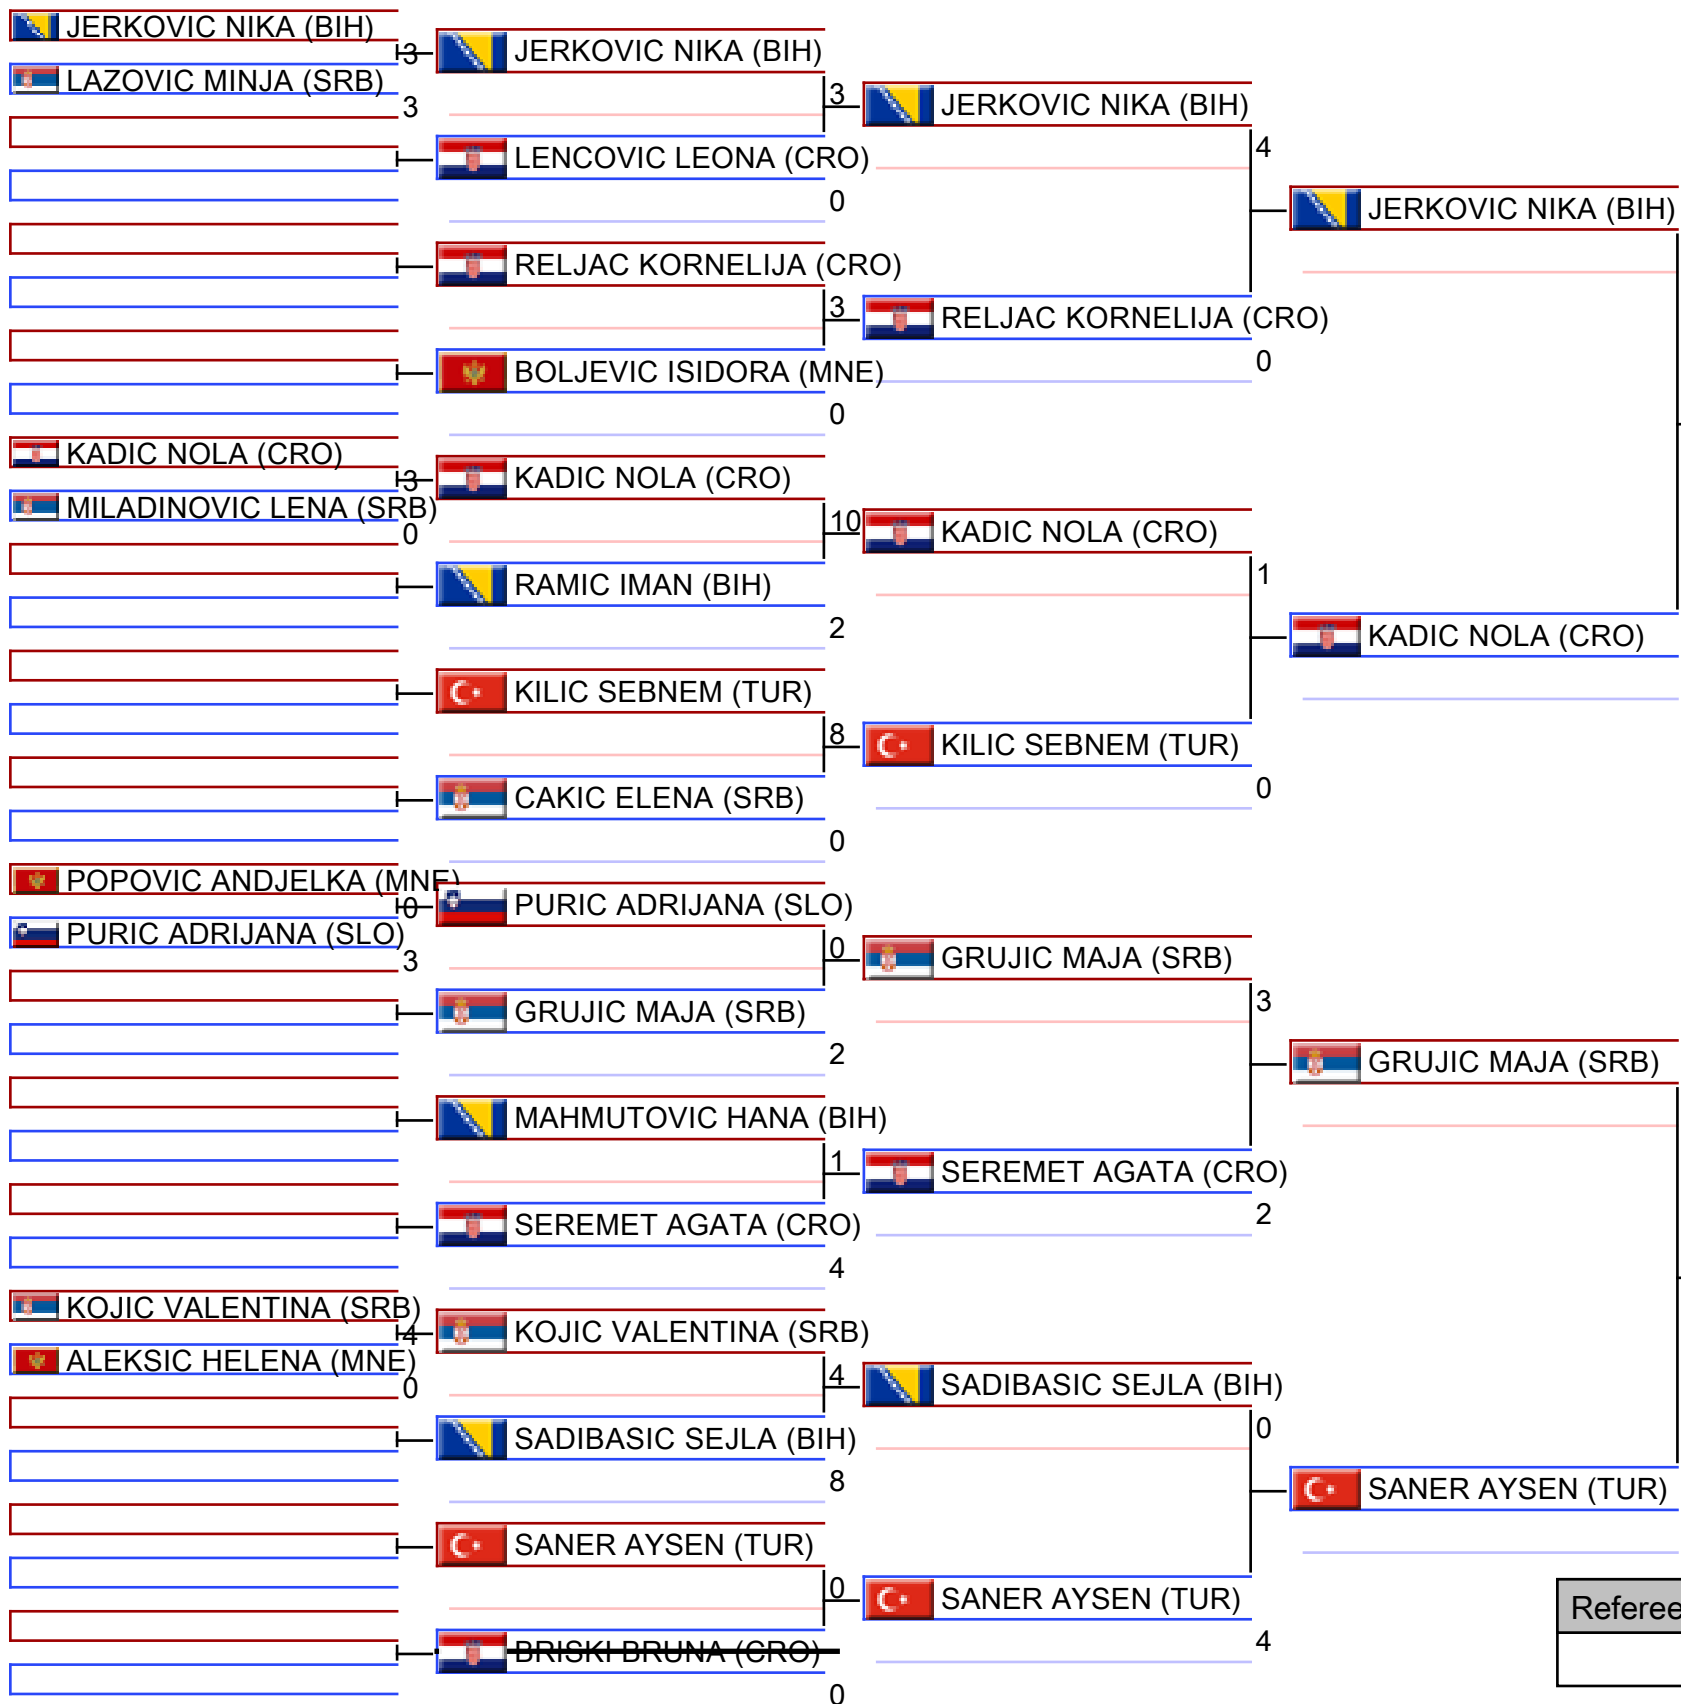 JERKOVIC NIKA (BIH)
3
LAZOVIC MINJA (SRB)
3
KADIC NOLA (CRO)
3
MILADINOVIC LENA (SRB)
0
POPOVIC ANDJELKA (MNE)
0
PURIC ADRIJANA (SLO)
3
KOJIC VALENTINA (SRB)
4
ALEKSIC HELENA (MNE)
0
JERKOVIC NIKA (BIH)
3
LENCOVIC LEONA (CRO)
0
RELJAC KORNELIJA (CRO)
3
BOLJEVIC ISIDORA (MNE)
0
KADIC NOLA (CRO)
10
RAMIC IMAN (BIH)
2
KILIC SEBNEM (TUR)
8
CAKIC ELENA (SRB)
0
PURIC ADRIJANA (SLO)
0
GRUJIC MAJA (SRB)
2
MAHMUTOVIC HANA (BIH)
1
SEREMET AGATA (CRO)
4
KOJIC VALENTINA (SRB)
4
SADIBASIC SEJLA (BIH)
8
SANER AYSEN (TUR)
0
BRISKI BRUNA (CRO)
0
JERKOVIC NIKA (BIH)
4
RELJAC KORNELIJA (CRO)
0
KADIC NOLA (CRO)
1
KILIC SEBNEM (TUR)
0
GRUJIC MAJA (SRB)
3
SEREMET AGATA (CRO)
2
SADIBASIC SEJLA (BIH)
0
SANER AYSEN (TUR)
4
JERKOVIC NIKA (BIH)
KADIC NOLA (CRO)
GRUJIC MAJA (SRB)
SANER AYSEN (TUR)
Referee